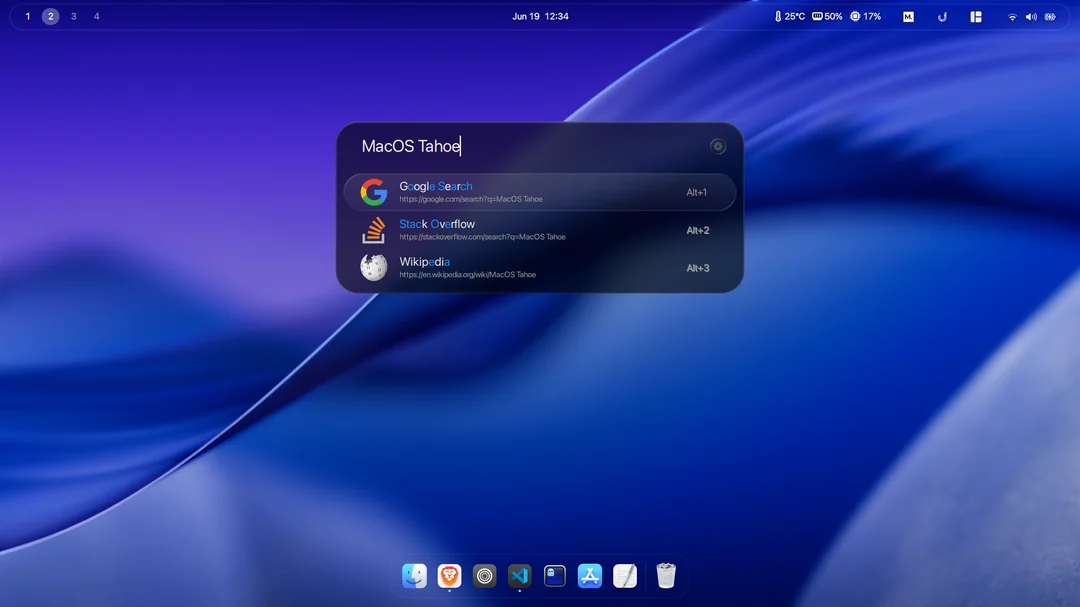 1 2 3 4
Jun 19 12:34
25°C 50% 17% M.
MacOS Tahoe
Google Search
https://google.com/search?q=MacOS Tahoe
Alt+1
Stack Overflow
https://stackoverflow.com/search?q=MacOS Tahoe
Alt+2
Wikipedia
https://en.wikipedia.org/wiki/MacOS Tahoe
Alt+3